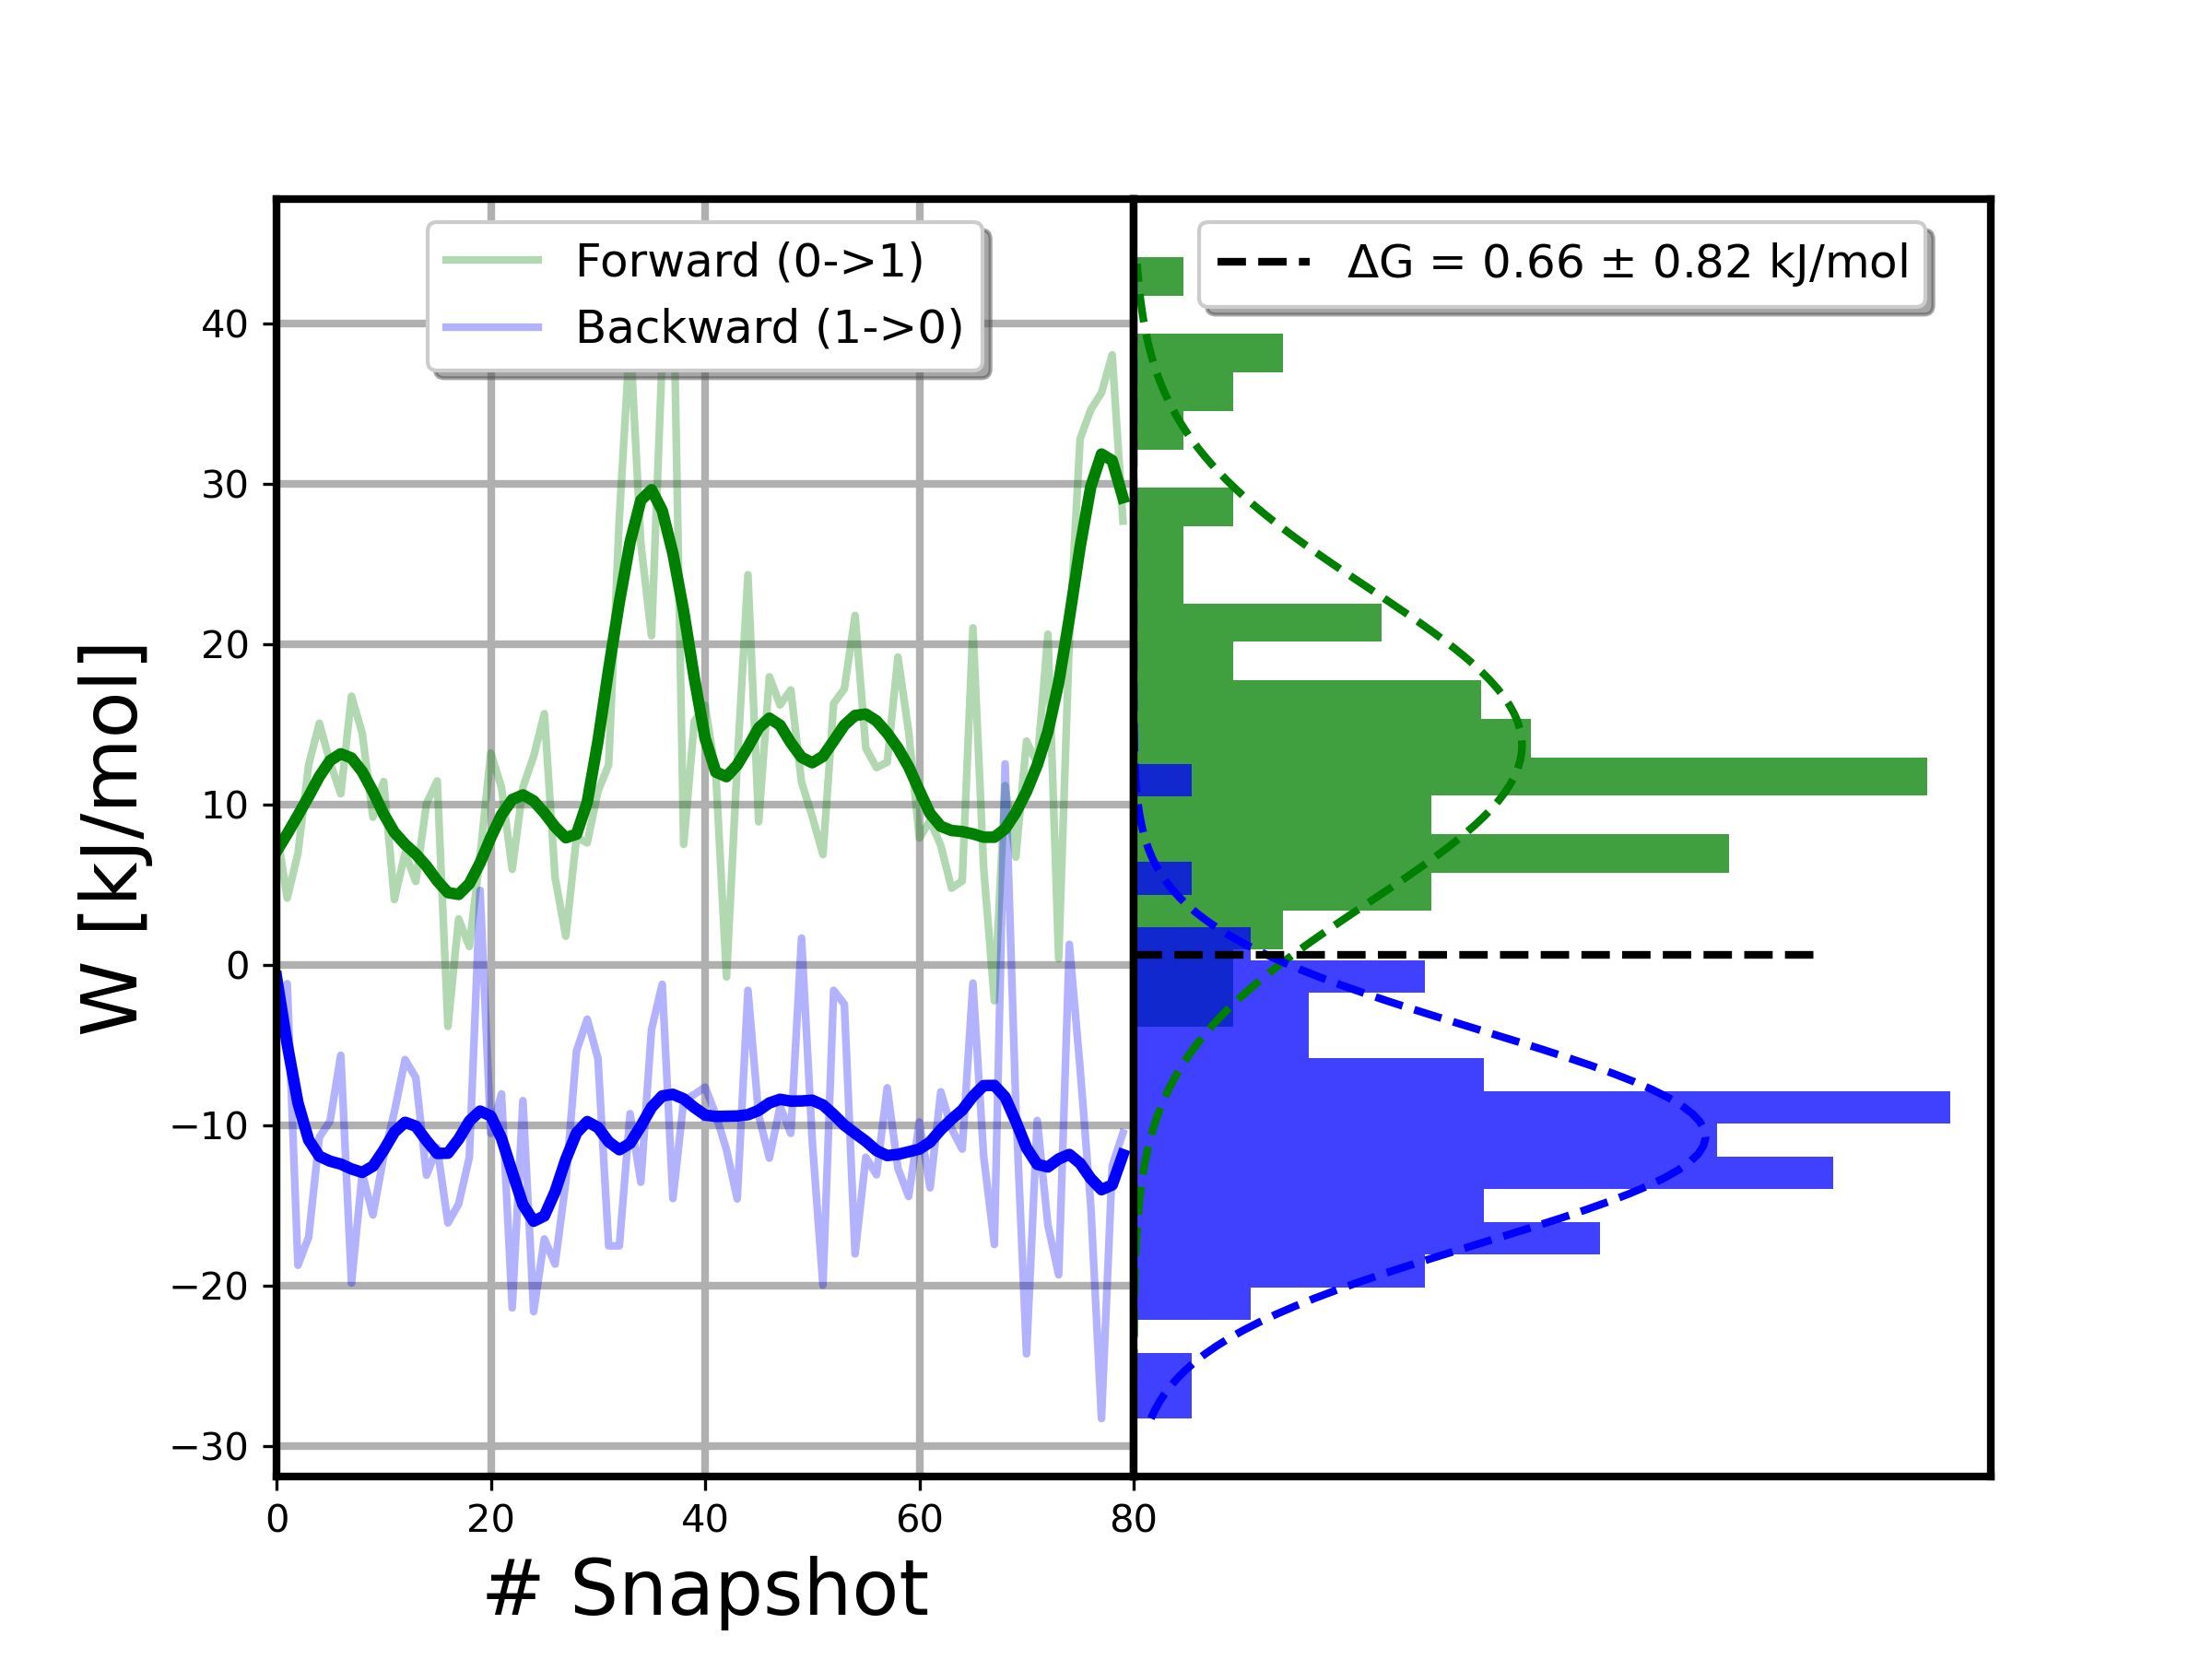 Forward (0->1)
Backward (1->0)
ΔG = 0.66 ± 0.82 kJ/mol
W [kJ/mol]
40
30
20
10
0
−10
−20
−30
0 20 40 60 80
# Snapshot